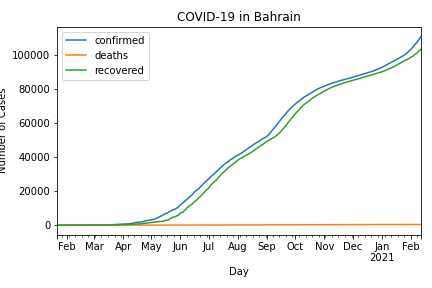 COVID-19 in Bahrain
confirmed
deaths
recovered
100000
80000
60000
40000
20000
0
Number of Cases
Feb Mar Apr May Jun Jul Aug Sep Oct Nov Dec Jan Feb
2021
Day